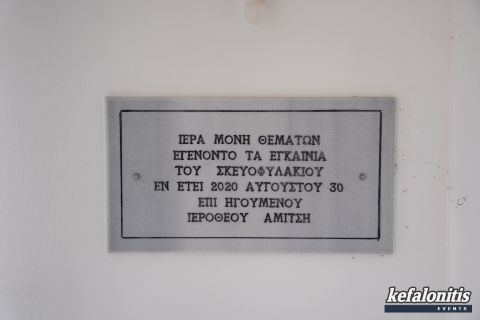 ΙΕΡΑ ΜΟΝΗ ΘΕΜΑΤΩΝ
ΕΓΕΝΟΝΤΟ ΤΑ ΕΓΚΑΙΝΙΑ
ΤΟΥ ΣΚΕΥΟΦΥΛΑΚΙΟΥ
ΕΝ ΕΤΕΙ 2020 ΑΥΓΟΥΣΤΟΥ 30
ΕΠΙ ΗΓΟΥΜΕΝΟΥ
ΙΕΡΟΘΕΟΥ ΑΜΙΤΣΗ
kefalonitis
EVENTS